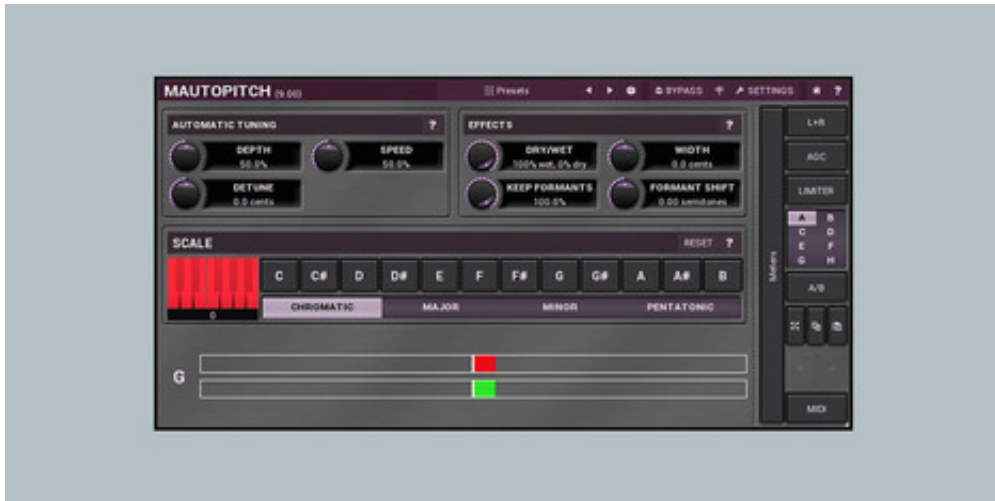 MAUTOPITCH (9.00) Presets BYPASS SETTINGS ?
AUTOMATIC TUNING ? EFFECTS ? L+R
DEPTH SPEED DRY/WET WIDTH
50.0% 50.0% 100% wet, 0% dry 0.0 cents AGC
DETUNE KEEP FORMANTS FORMANT SHIFT LIMITER
0.0 cents 100.0% 0.00 semitones
A B
C D
E F
G H
SCALE RESET ?
C C# D D# E F F# G G# A A# B
Meters
A/B
CHROMATIC MAJOR MINOR PENTATONIC
0
G
MIDI